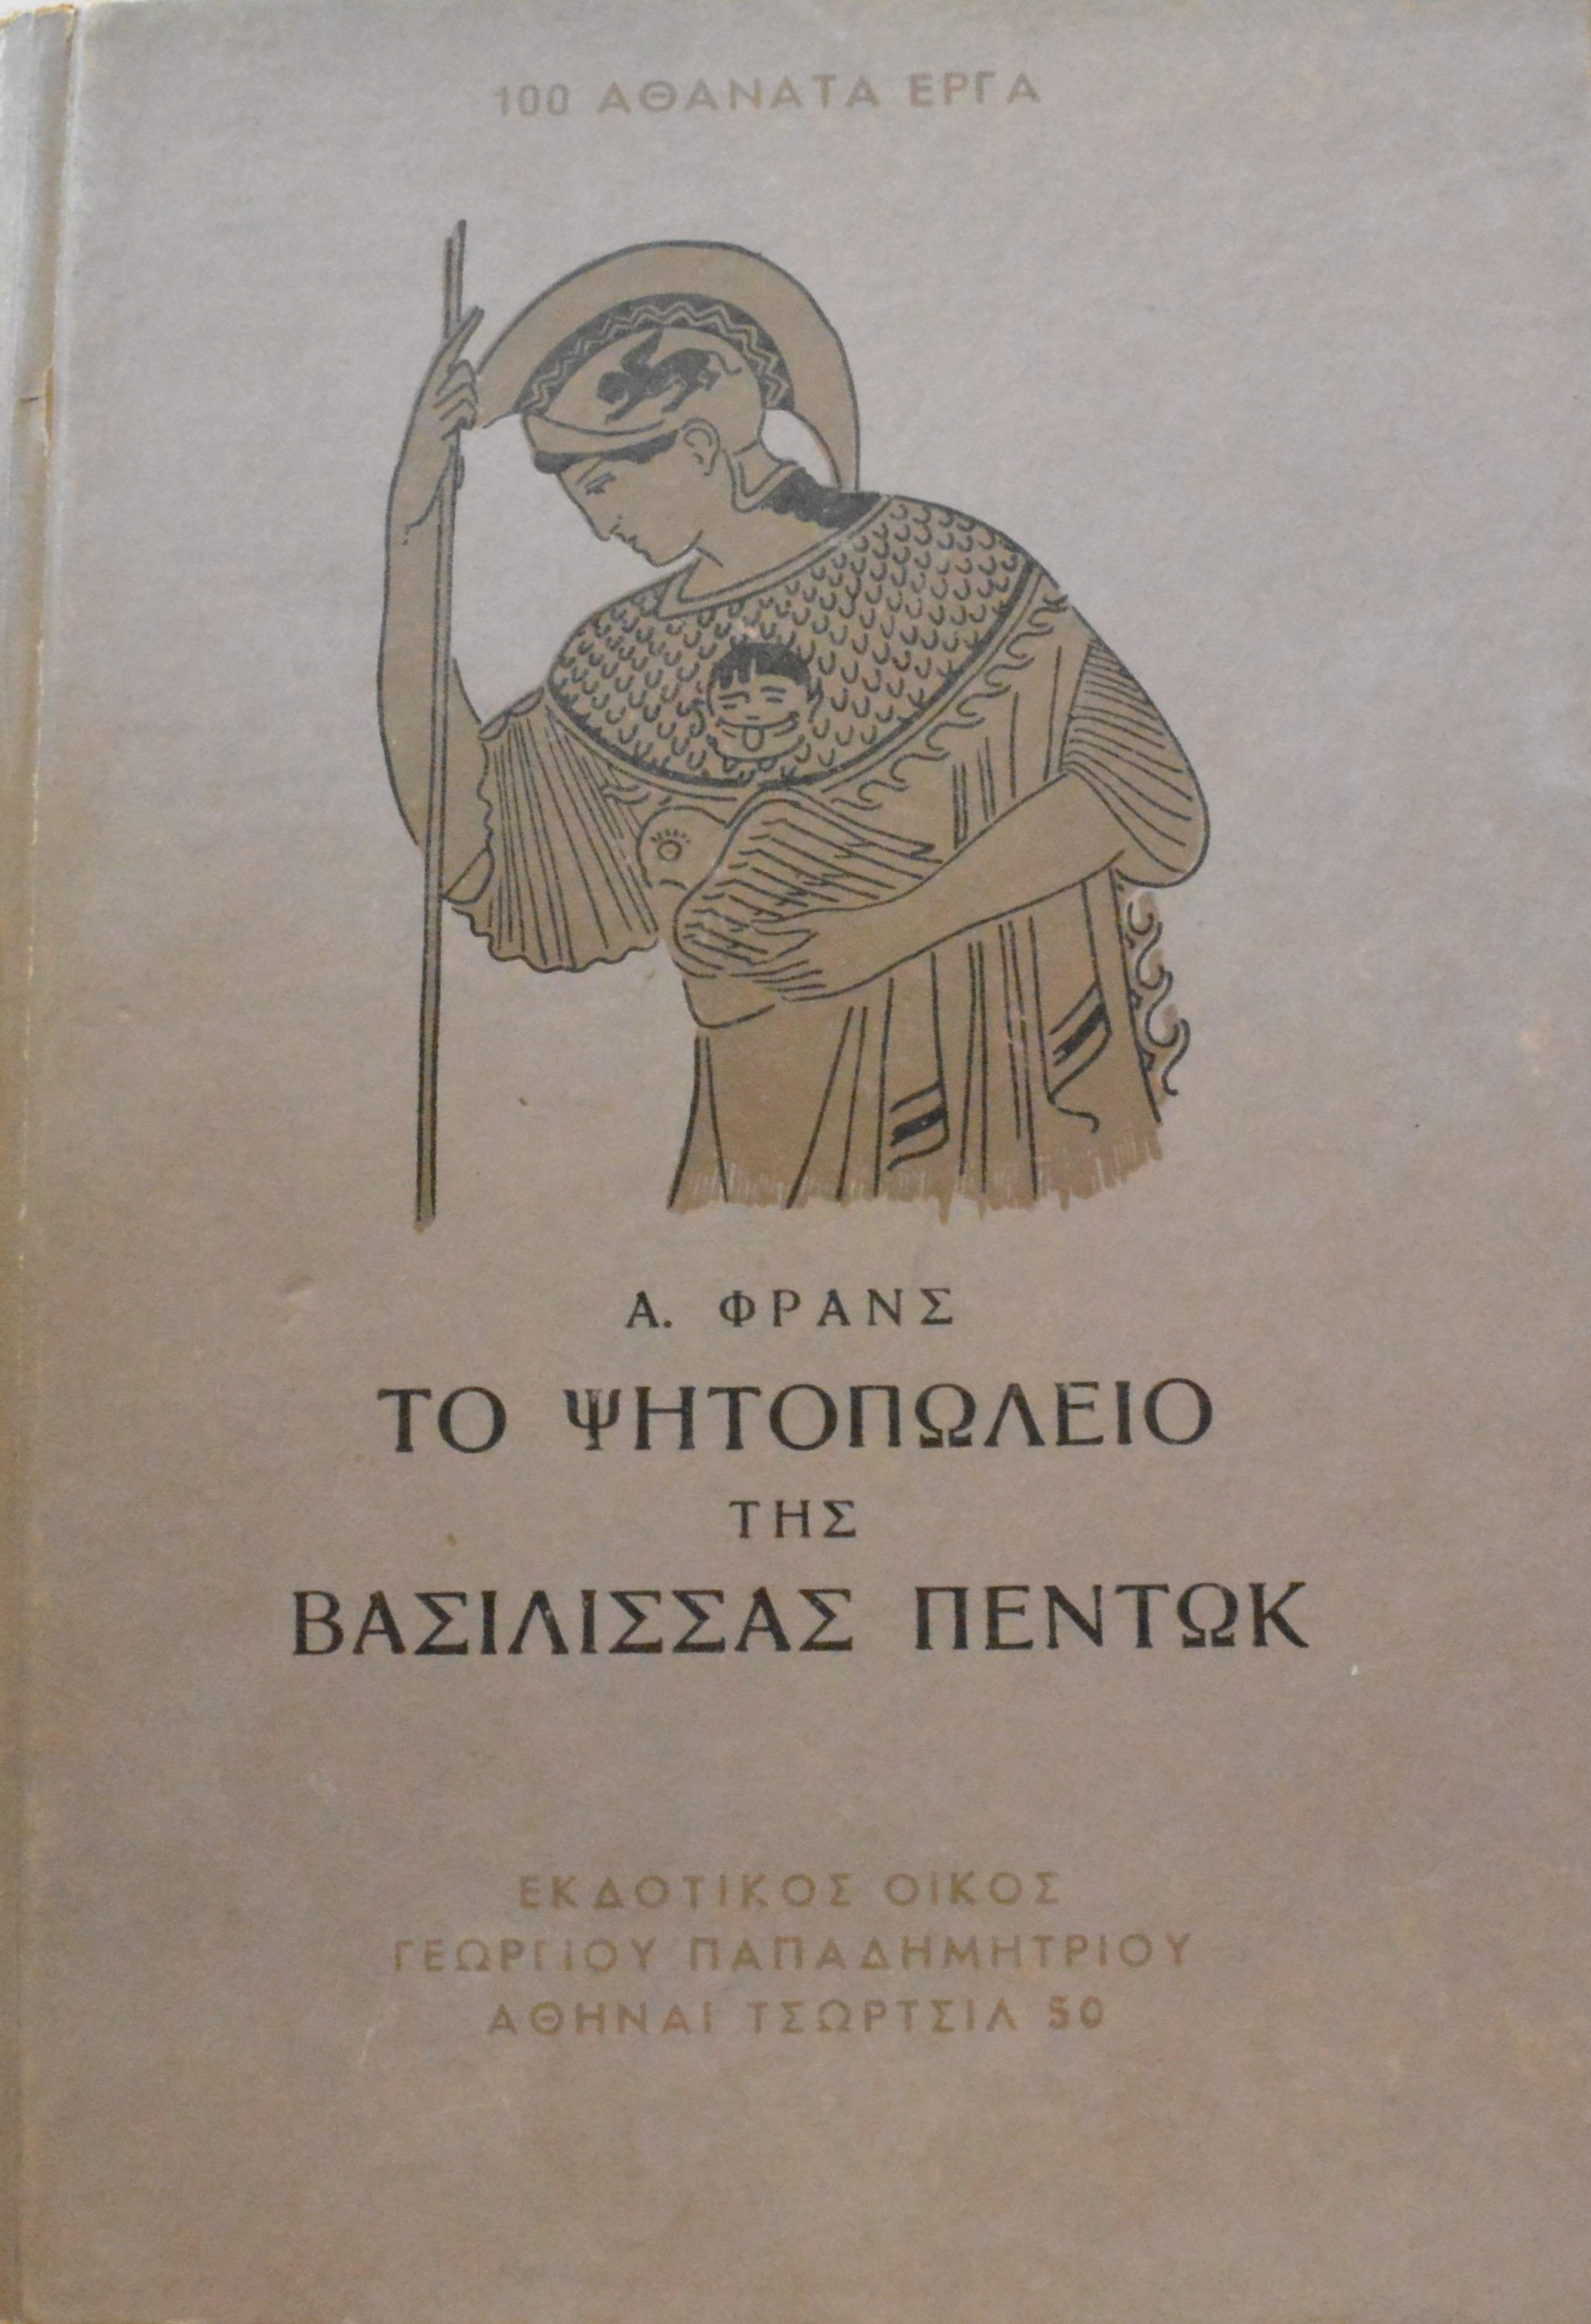 100 ΑΘΑΝΑΤΑ ΕΡΓΑ
Α. ΦΡΑΝΣ
ΤΟ ΨΗΤΟΠΩΛΕΙΟ
ΤΗΣ
ΒΑΣΙΛΙΣΣΑΣ ΠΕΝΤΩΚ
ΕΚΔΟΤΙΚΟΣ ΟΙΚΟΣ
ΓΕΩΡΓΙΟΥ ΠΑΠΑΔΗΜΗΤΡΙΟΥ
ΑΘΗΝΑΙ ΤΣΩΡΤΣΙΛ 50